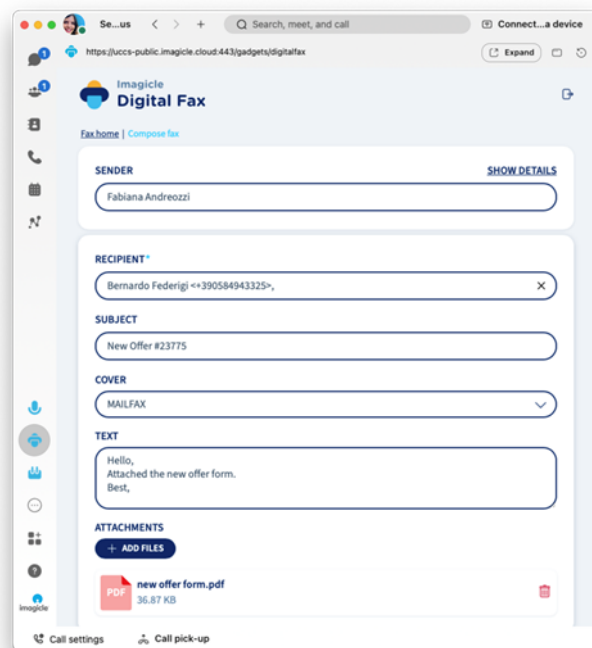 Se...us
Search, meet, and call
Connect...a device
1
https://uccs-public.imagicle.cloud:443/gadgets/digitalfax
Expand
1
Imagicle
Digital Fax
Fax home | Compose fax
SENDER
SHOW DETAILS
Fabiana Andreozzi
RECIPIENT*
Bernardo Federigi <+390584943325>,
SUBJECT
New Offer #23775
COVER
MAILFAX
TEXT
Hello,
Attached the new offer form.
Best,
ATTACHMENTS
+ ADD FILES
PDF
new offer form.pdf
36.87 KB
imagicle
Call settings
Call pick-up